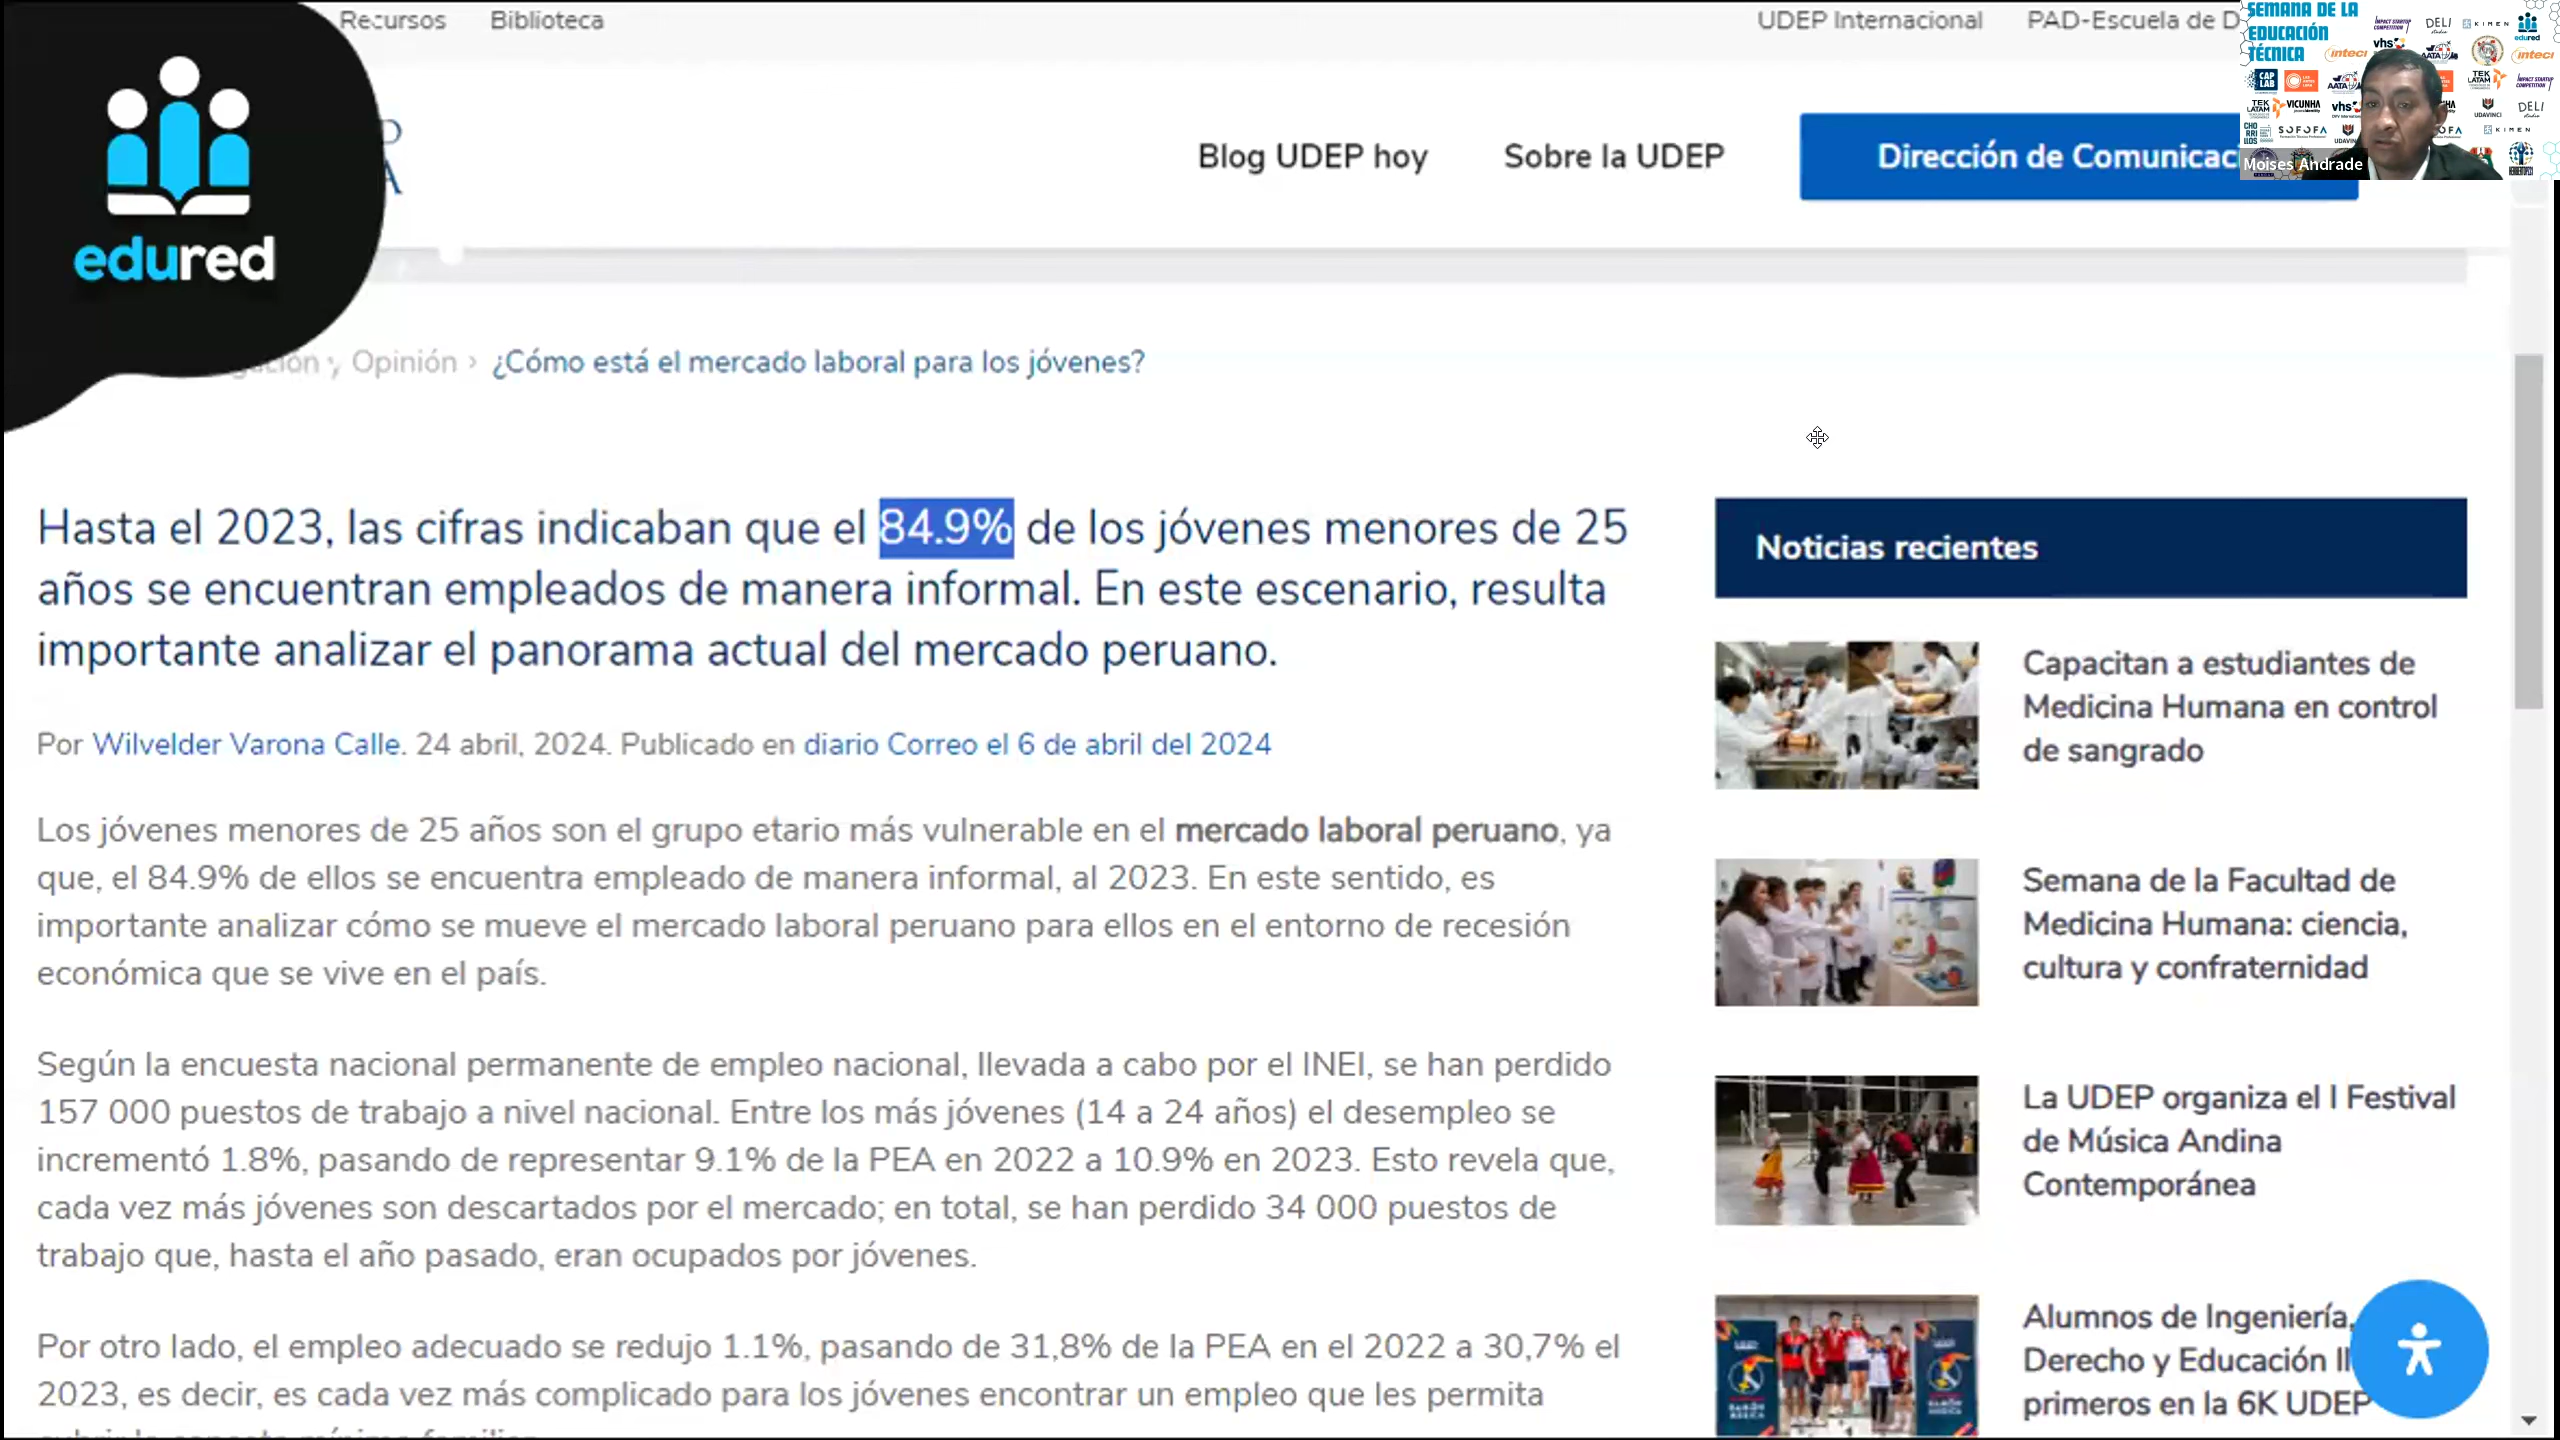 Recursos Biblioteca UDEP Internacional PAD-Escuela de D
edured
Blog UDEP hoy Sobre la UDEP Dirección de Comunicaci
SEMANA DE LA
EDUCACIÓN
TÉCNICA
Moises Andrade
Opinión › ¿Cómo está el mercado laboral para los jóvenes?
Hasta el 2023, las cifras indicaban que el 84.9% de los jóvenes menores de 25
años se encuentran empleados de manera informal. En este escenario, resulta
importante analizar el panorama actual del mercado peruano.
Por Wilvelder Varona Calle. 24 abril, 2024. Publicado en diario Correo el 6 de abril del 2024
Los jóvenes menores de 25 años son el grupo etario más vulnerable en el mercado laboral peruano, ya
que, el 84.9% de ellos se encuentra empleado de manera informal, al 2023. En este sentido, es
importante analizar cómo se mueve el mercado laboral peruano para ellos en el entorno de recesión
económica que se vive en el país.
Según la encuesta nacional permanente de empleo nacional, llevada a cabo por el INEI, se han perdido
157 000 puestos de trabajo a nivel nacional. Entre los más jóvenes (14 a 24 años) el desempleo se
incrementó 1.8%, pasando de representar 9.1% de la PEA en 2022 a 10.9% en 2023. Esto revela que,
cada vez más jóvenes son descartados por el mercado; en total, se han perdido 34 000 puestos de
trabajo que, hasta el año pasado, eran ocupados por jóvenes.
Por otro lado, el empleo adecuado se redujo 1.1%, pasando de 31,8% de la PEA en el 2022 a 30,7% el
2023, es decir, es cada vez más complicado para los jóvenes encontrar un empleo que les permita
Noticias recientes
Capacitan a estudiantes de
Medicina Humana en control
de sangrado
Semana de la Facultad de
Medicina Humana: ciencia,
cultura y confraternidad
La UDEP organiza el I Festival
de Música Andina
Contemporánea
Alumnos de Ingeniería,
Derecho y Educación ll
primeros en la 6K UDEP